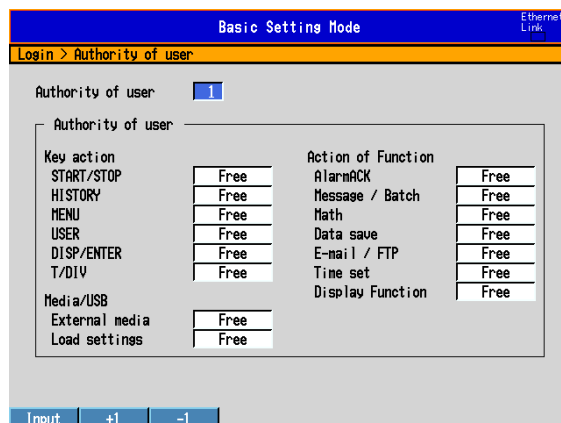 Basic Setting Mode
Ethernet
Link
Login > Authority of user
Authority of user 1
Authority of user
Key action
START/STOP Free
HISTORY Free
MENU Free
USER Free
DISP/ENTER Free
T/DIV Free
Media/USB
External media Free
Load settings Free
Action of Function
AlarmACK Free
Message / Batch Free
Math Free
Data save Free
E-mail / FTP Free
Time set Free
Display Function Free
Input +1 -1